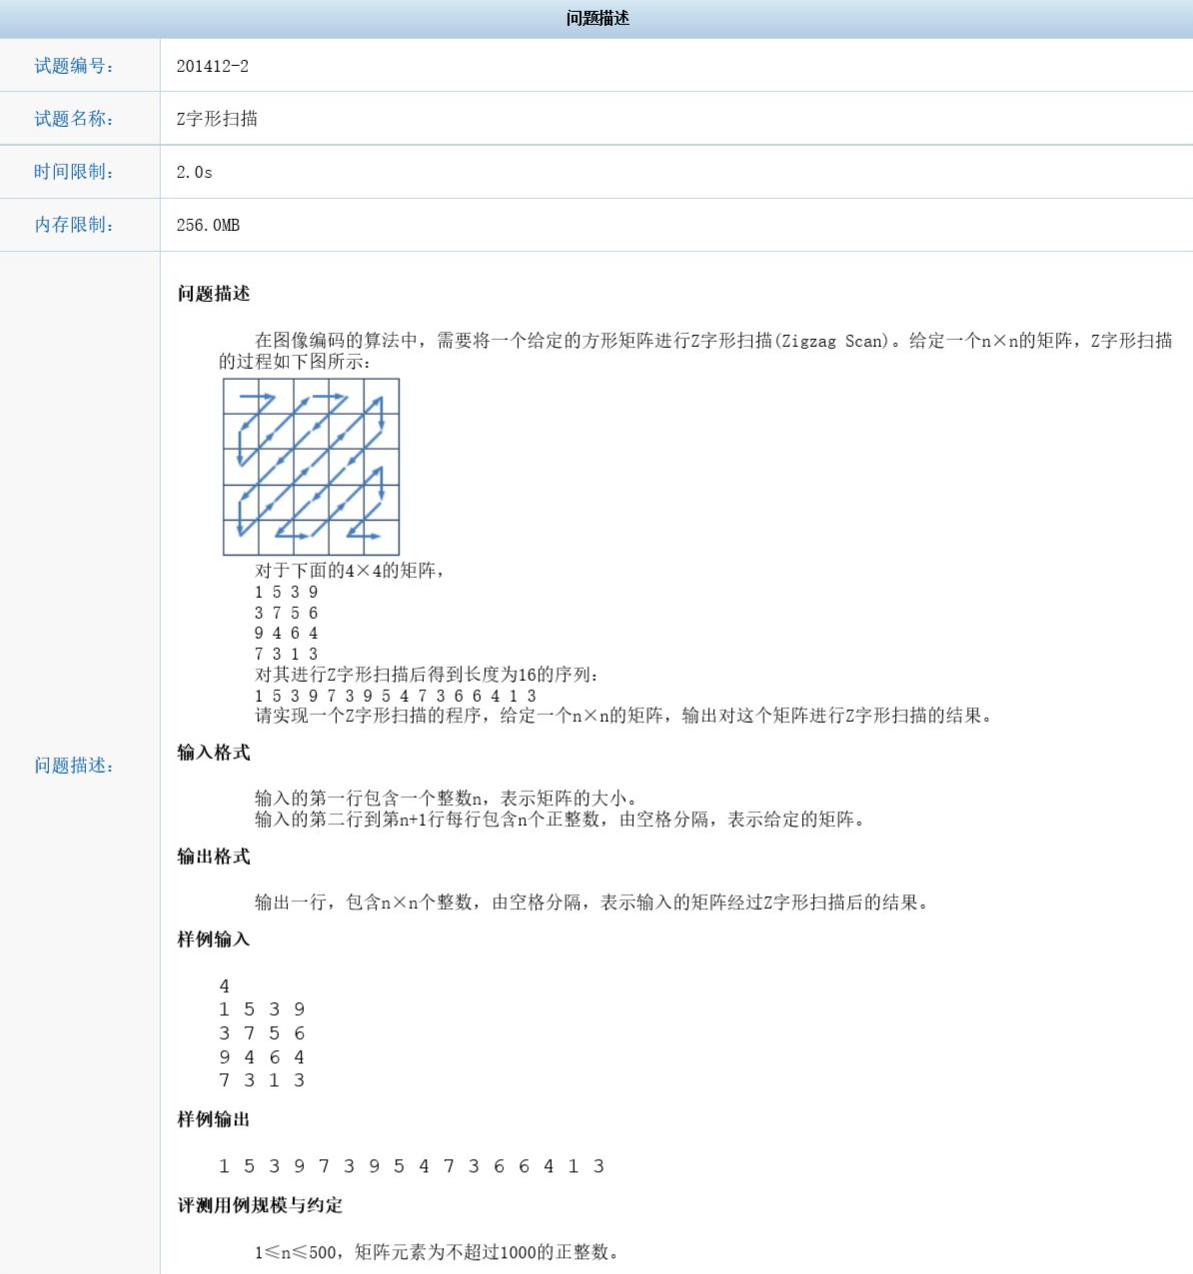 问题描述
试题编号：
201412-2
试题名称：
Z字形扫描
时间限制：
2.0s
内存限制：
256.0MB
问题描述：
问题描述
在图像编码的算法中，需要将一个给定的方形矩阵进行Z字形扫描(Zigzag Scan)。给定一个n×n的矩阵，Z字形扫描
的过程如下图所示：
对于下面的4×4的矩阵，
1 5 3 9
3 7 5 6
9 4 6 4
7 3 1 3
对其进行Z字形扫描后得到长度为16的序列：
1 5 3 9 7 3 9 5 4 7 3 6 6 4 1 3
请实现一个Z字形扫描的程序，给定一个n×n的矩阵，输出对这个矩阵进行Z字形扫描的结果。
输入格式
输入的第一行包含一个整数n，表示矩阵的大小。
输入的第二行到第n+1行每行包含n个正整数，由空格分隔，表示给定的矩阵。
输出格式
输出一行，包含n×n个整数，由空格分隔，表示输入的矩阵经过Z字形扫描后的结果。
样例输入
4
1 5 3 9
3 7 5 6
9 4 6 4
7 3 1 3
样例输出
1 5 3 9 7 3 9 5 4 7 3 6 6 4 1 3
评测用例规模与约定
1≤n≤500，矩阵元素为不超过1000的正整数。